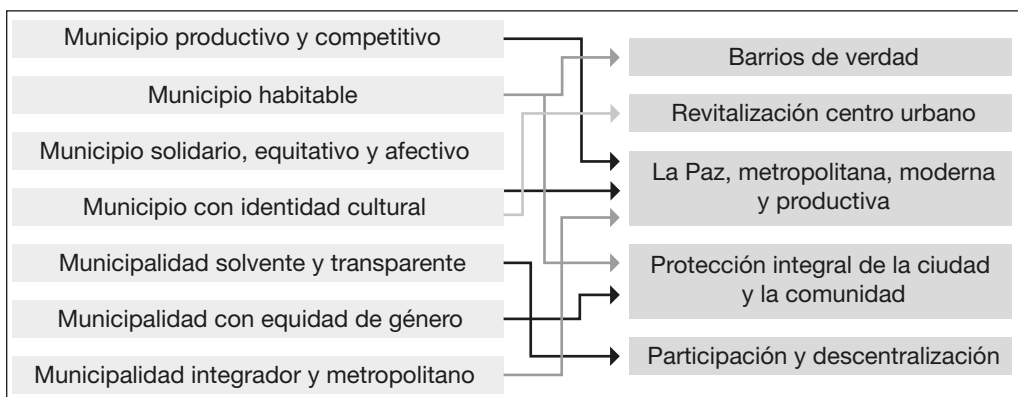 Municipio productivo y competitivo
Municipio habitable
Municipio solidario, equitativo y afectivo
Municipio con identidad cultural
Municipalidad solvente y transparente
Municipalidad con equidad de género
Municipalidad integrador y metropolitano
Barrios de verdad
Revitalización centro urbano
La Paz, metropolitana, moderna
y productiva
Protección integral de la ciudad
y la comunidad
Participación y descentralización